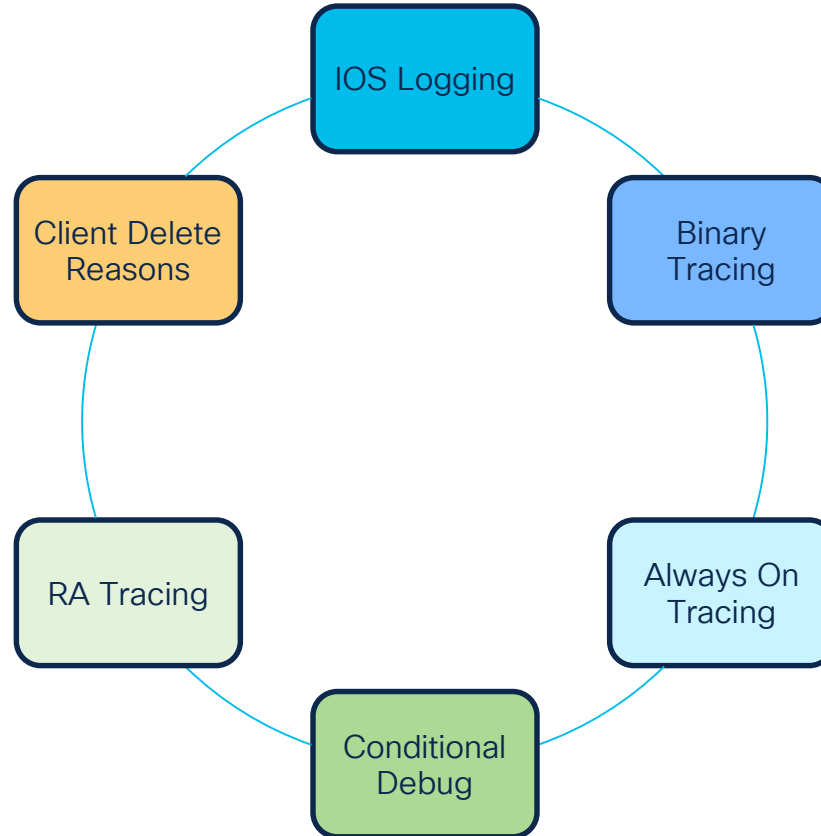 IOS Logging
Client Delete
Reasons
Binary
Tracing
RA Tracing
Always On
Tracing
Conditional
Debug